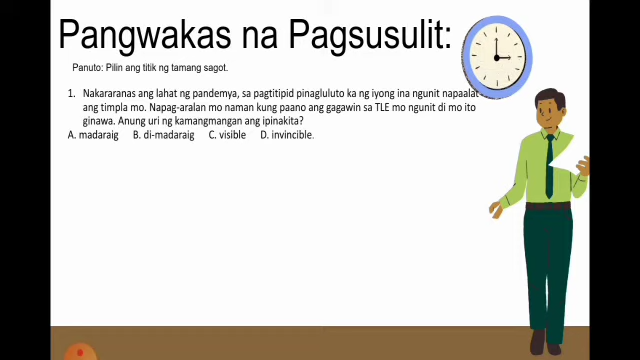 Pangwakas na Pagsusulit:
Panuto: Pilin ang titik ng tamang sagot.
1. Nakararanas ang lahat ng pandemya, sa pagtitipid pinagluluto ka ng iyong ina ngunit napaalat
ang timpla mo. Napag-aralan mo naman kung paano ang gagawin sa TLE mo ngunit di mo ito
ginawa. Anung uri ng kamangmangan ang ipinakita?
A. madaraig B. di-madaraig C. visible D. invincible.